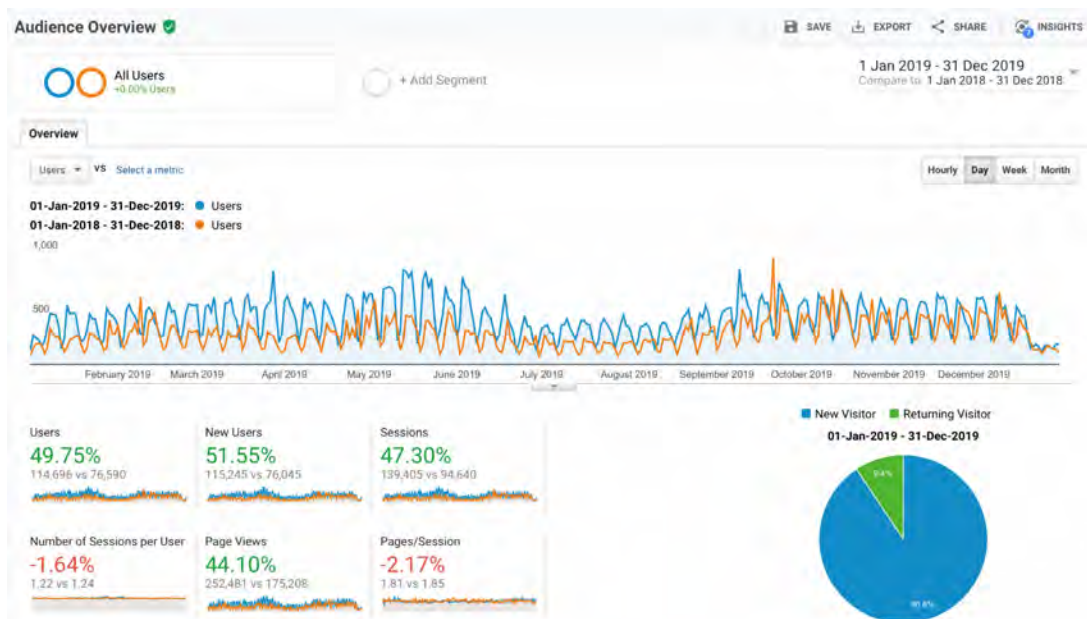 Audience Overview
SAVE EXPORT SHARE INSIGHTS
All Users
+0.00% Users
+ Add Segment
1 Jan 2019 - 31 Dec 2019
Compare to: 1 Jan 2018 - 31 Dec 2018
Overview
Users VS Select a metric
Hourly Day Week Month
01-Jan-2019 - 31-Dec-2019: Users
01-Jan-2018 - 31-Dec-2018: Users
1,000
500
February 2019 March 2019 April 2019 May 2019 June 2019 July 2019 August 2019 September 2019 October 2019 November 2019 December 2019
New Visitor Returning Visitor
01-Jan-2019 - 31-Dec-2019
Users New Users Sessions
49.75% 51.55% 47.30%
114,696 vs 76,590 115,245 vs 76,045 139,405 vs 94,640
9.4%
Number of Sessions per User Page Views Pages/Session
-1.64% 44.10% -2.17%
1.22 vs 1.24 252,481 vs 175,208 1.81 vs 1.85
90.6%